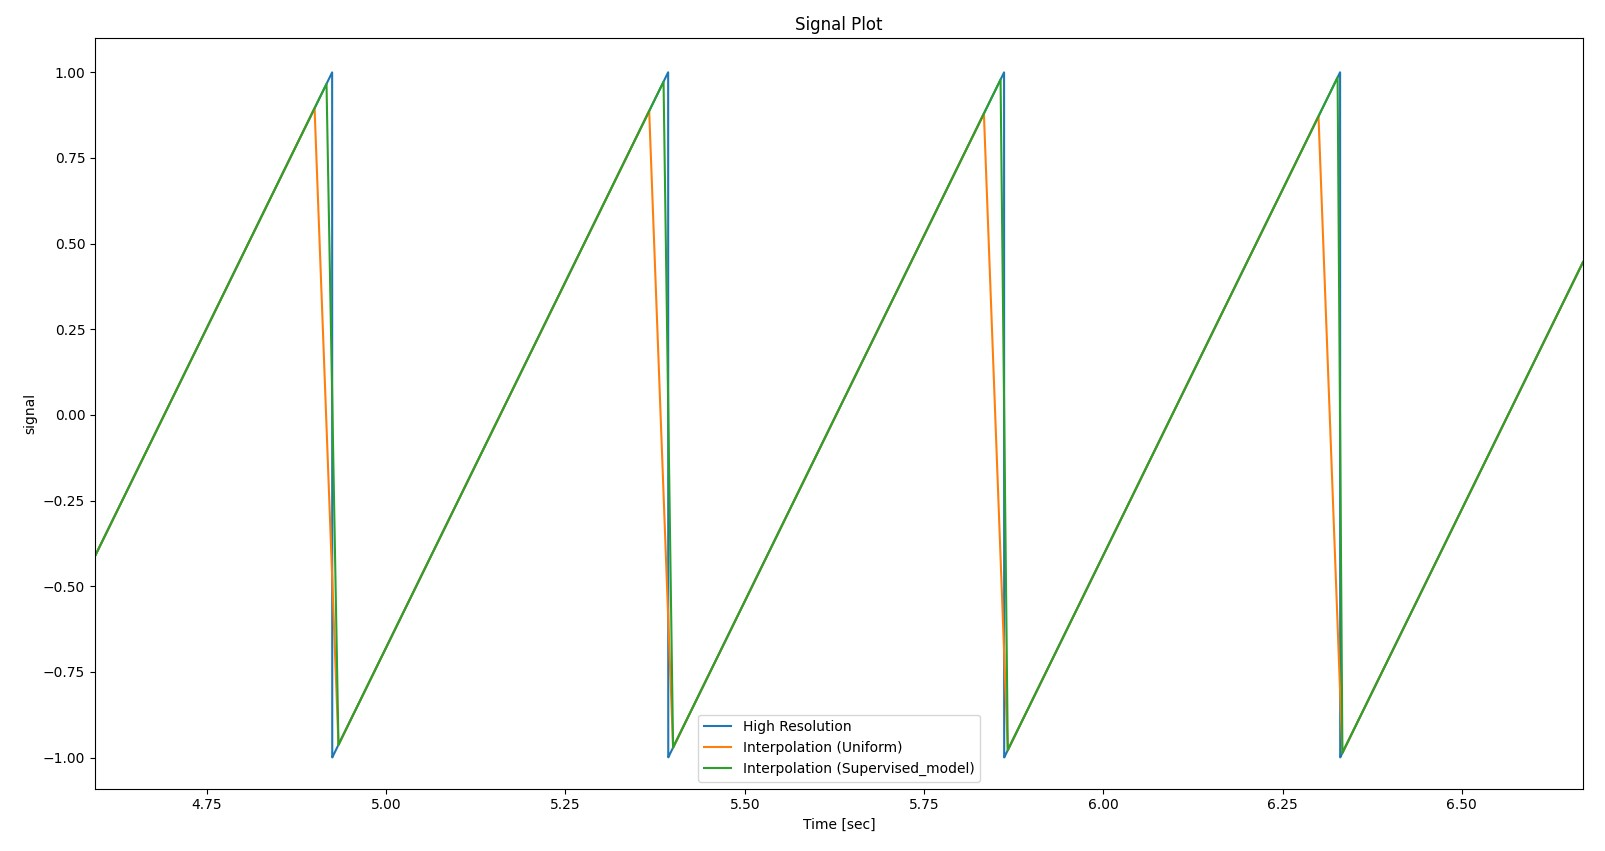 Signal Plot
1.00
0.75
0.50
0.25
0.00
−0.25
−0.50
−0.75
−1.00
signal
High Resolution
Interpolation (Uniform)
Interpolation (Supervised_model)
4.75 5.00 5.25 5.50 5.75 6.00 6.25 6.50
Time [sec]